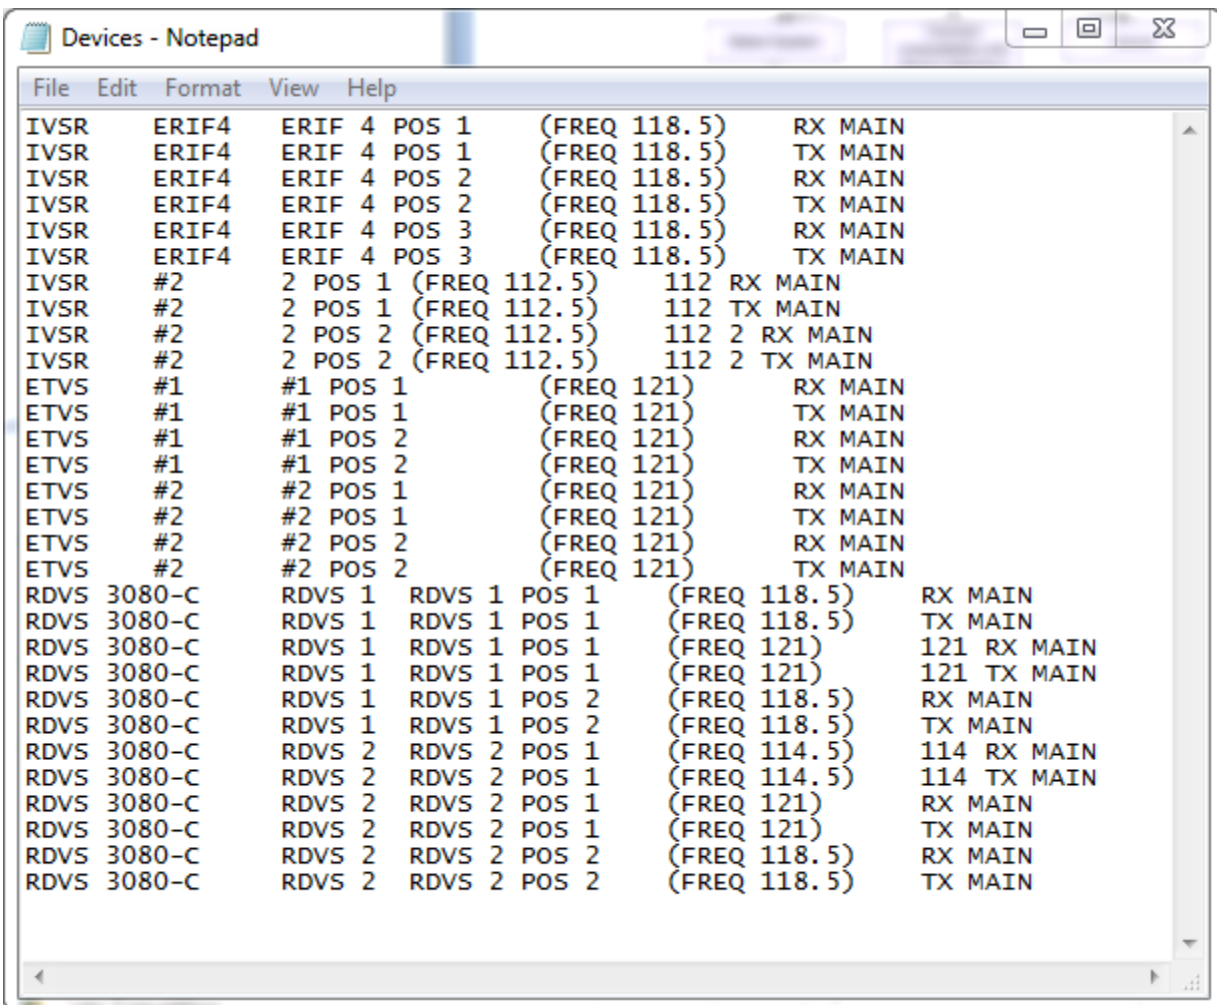 Devices - Notepad
File Edit Format View Help
IVSR ERIF4 ERIF 4 POS 1 (FREQ 118.5) RX MAIN
IVSR ERIF4 ERIF 4 POS 1 (FREQ 118.5) TX MAIN
IVSR ERIF4 ERIF 4 POS 2 (FREQ 118.5) RX MAIN
IVSR ERIF4 ERIF 4 POS 2 (FREQ 118.5) TX MAIN
IVSR ERIF4 ERIF 4 POS 3 (FREQ 118.5) RX MAIN
IVSR ERIF4 ERIF 4 POS 3 (FREQ 118.5) TX MAIN
IVSR #2 2 POS 1 (FREQ 112.5) 112 RX MAIN
IVSR #2 2 POS 1 (FREQ 112.5) 112 TX MAIN
IVSR #2 2 POS 2 (FREQ 112.5) 112 2 RX MAIN
IVSR #2 2 POS 2 (FREQ 112.5) 112 2 TX MAIN
ETVS #1 #1 POS 1 (FREQ 121) RX MAIN
ETVS #1 #1 POS 1 (FREQ 121) TX MAIN
ETVS #1 #1 POS 2 (FREQ 121) RX MAIN
ETVS #1 #1 POS 2 (FREQ 121) TX MAIN
ETVS #2 #2 POS 1 (FREQ 121) RX MAIN
ETVS #2 #2 POS 1 (FREQ 121) TX MAIN
ETVS #2 #2 POS 2 (FREQ 121) RX MAIN
ETVS #2 #2 POS 2 (FREQ 121) TX MAIN
RDVS 3080-C RDVS 1 RDVS 1 POS 1 (FREQ 118.5) RX MAIN
RDVS 3080-C RDVS 1 RDVS 1 POS 1 (FREQ 118.5) TX MAIN
RDVS 3080-C RDVS 1 RDVS 1 POS 1 (FREQ 121) 121 RX MAIN
RDVS 3080-C RDVS 1 RDVS 1 POS 1 (FREQ 121) 121 TX MAIN
RDVS 3080-C RDVS 1 RDVS 1 POS 2 (FREQ 118.5) RX MAIN
RDVS 3080-C RDVS 1 RDVS 1 POS 2 (FREQ 118.5) TX MAIN
RDVS 3080-C RDVS 2 RDVS 2 POS 1 (FREQ 114.5) 114 RX MAIN
RDVS 3080-C RDVS 2 RDVS 2 POS 1 (FREQ 114.5) 114 TX MAIN
RDVS 3080-C RDVS 2 RDVS 2 POS 1 (FREQ 121) RX MAIN
RDVS 3080-C RDVS 2 RDVS 2 POS 1 (FREQ 121) TX MAIN
RDVS 3080-C RDVS 2 RDVS 2 POS 2 (FREQ 118.5) RX MAIN
RDVS 3080-C RDVS 2 RDVS 2 POS 2 (FREQ 118.5) TX MAIN